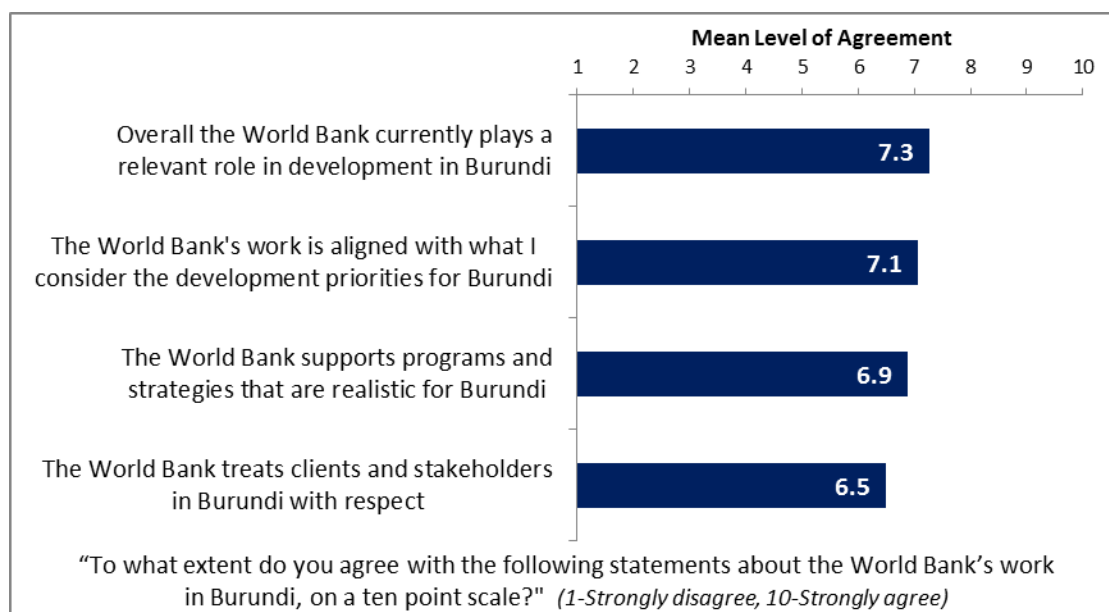 Mean Level of Agreement
1 2 3 4 5 6 7 8 9 10
Overall the World Bank currently plays a
relevant role in development in Burundi
7.3
The World Bank's work is aligned with what I
consider the development priorities for Burundi
7.1
The World Bank supports programs and
strategies that are realistic for Burundi
6.9
The World Bank treats clients and stakeholders
in Burundi with respect
6.5
“To what extent do you agree with the following statements about the World Bank’s work
in Burundi, on a ten point scale?" (1-Strongly disagree, 10-Strongly agree)